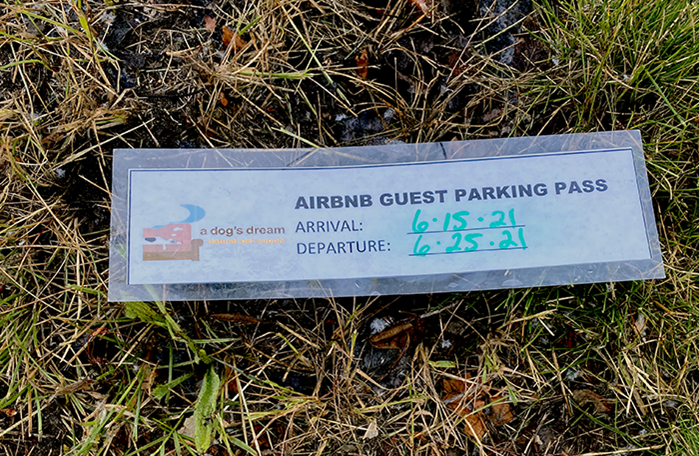 AIRBNB GUEST PARKING PASS
a dog's dream
ARRIVAL: 6·15·21
DEPARTURE: 6·25·21